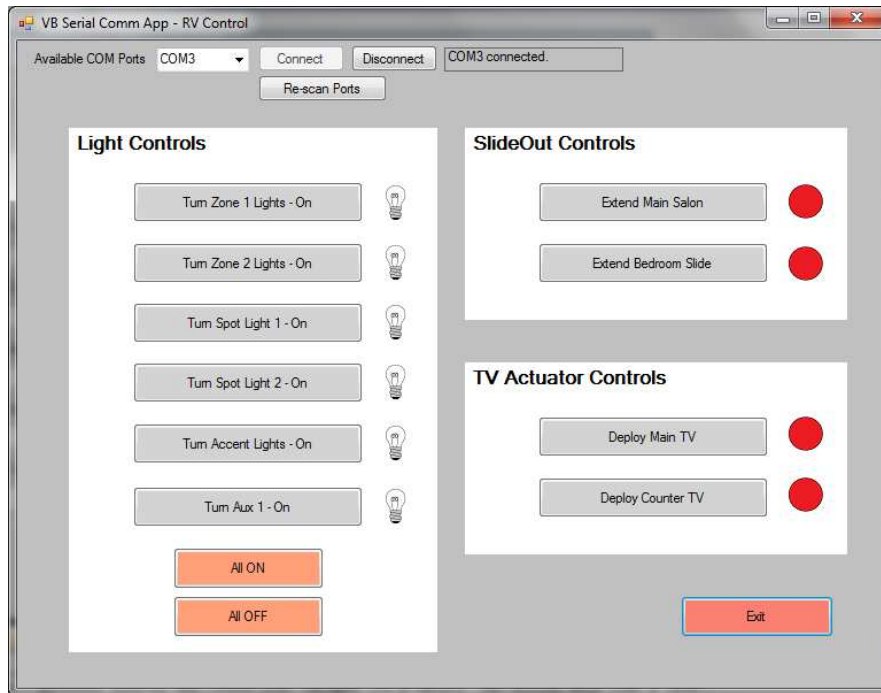 VB Serial Comm App - RV Control
Available COM Ports COM3 Connect Disconnect COM3 connected.
Re-scan Ports
Light Controls
Turn Zone 1 Lights - On
Turn Zone 2 Lights - On
Turn Spot Light 1 - On
Turn Spot Light 2 - On
Turn Accent Lights - On
Turn Aux 1 - On
All ON
All OFF
SlideOut Controls
Extend Main Salon
Extend Bedroom Slide
TV Actuator Controls
Deploy Main TV
Deploy Counter TV
Exit